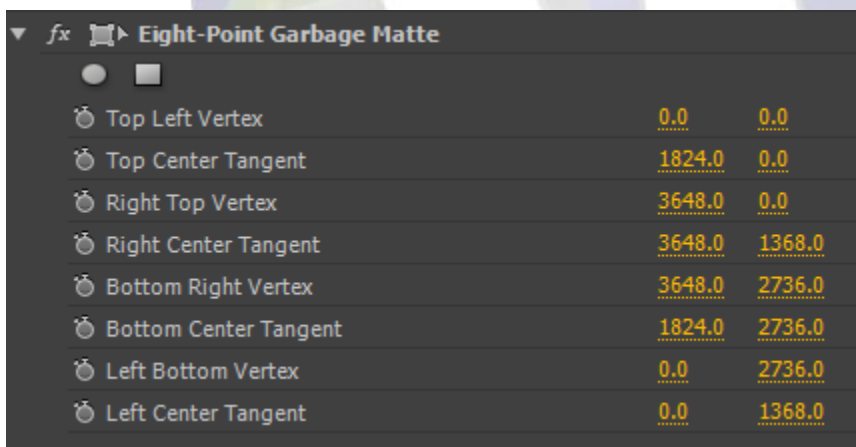 fx Eight-Point Garbage Matte
Top Left Vertex 0.0 0.0
Top Center Tangent 1824.0 0.0
Right Top Vertex 3648.0 0.0
Right Center Tangent 3648.0 1368.0
Bottom Right Vertex 3648.0 2736.0
Bottom Center Tangent 1824.0 2736.0
Left Bottom Vertex 0.0 2736.0
Left Center Tangent 0.0 1368.0